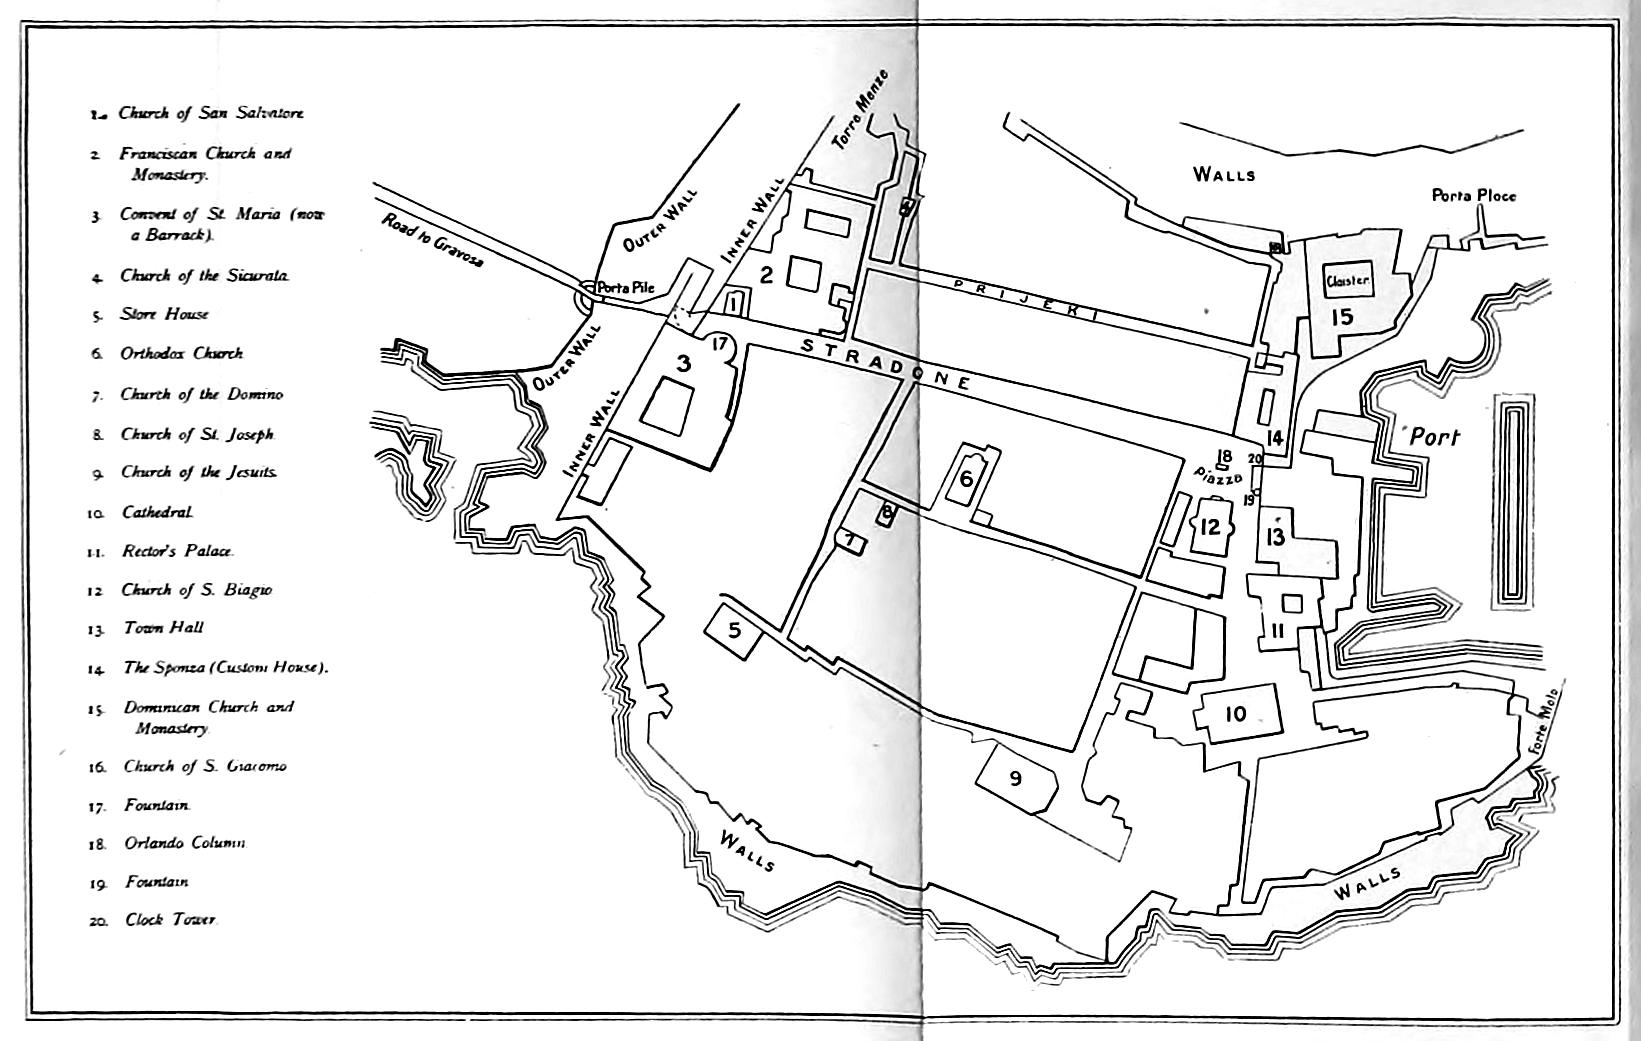 1. Church of San Salvatore
2 Franciscan Church and
Monastery.
3 Convent of St. Maria (now
a Barrack).
4 Church of the Sicurata
5. Store House
6. Orthodox Church
7. Church of the Domino
8. Church of St. Joseph
9. Church of the Jesuits
10. Cathedral
11. Rector's Palace.
12 Church of S. Biagio
13. Town Hall
14. The Sponza (Custom House).
15. Dominican Church and
Monastery
16. Church of S. Giacomo
17. Fountain
18. Orlando Column
19. Fountain
20. Clock Tower.
Torre Menze
WALLS
Porta Ploce
Road to Gravosa
OUTER WALL
INNER WALL
Porta Pile
OUTER WALL
INNER WALL
PRIJEKI
STRADONE
Cloister
Port
Piazza
Forte Molo
WALLS
WALLS
1
2
3
4
5
6
7
8
9
10
11
12
13
14
15
16
17
18
19
20